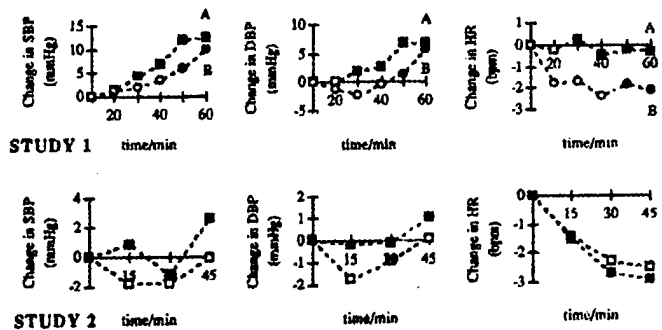 Change in SBP
(mmHg)
15
10
5
0
20
40
60
A
B
Change in DBP
(mmHg)
10
5
0
-5
20
40
60
A
B
Change in HR
(bpm)
1
0
-1
-2
-3
20
40
60
A
B
STUDY 1
time/min
time/min
time/min
Change in SBP
(mmHg)
4
2
0
-2
15
45
Change in DBP
(mmHg)
2
1
0
-1
-2
15
45
Change in HR
(bpm)
0
-1
-2
-3
15
30
45
STUDY 2
time/min
time/min
time/min